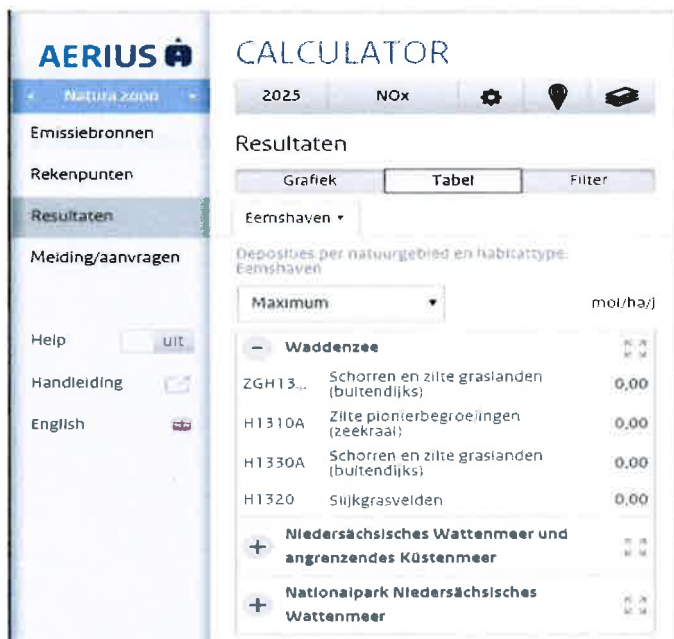 AERIUS
CALCULATOR
Natura 2000
2025 NOx
Emissiebronnen
Rekenpunten
Resultaten
Melding/aanvragen
Help uit
Handleiding
English
Resultaten
Grafiek Tabel Filter
Eemshaven
Deposities per natuurgebied en habitattype.
Eemshaven
Maximum mol/ha/j
Waddenzee
ZGH13... Schorren en zilte graslanden
(buitendijks) 0,00
H1310A Zilte pionierbegroeiingen
(zeekraal) 0,00
H1330A Schorren en zilte graslanden
(buitendijks) 0,00
H1320 Slijkgrasvelden 0,00
Niedersächsisches Wattenmeer und
angrenzendes Küstenmeer
Nationalpark Niedersächsisches
Wattenmeer